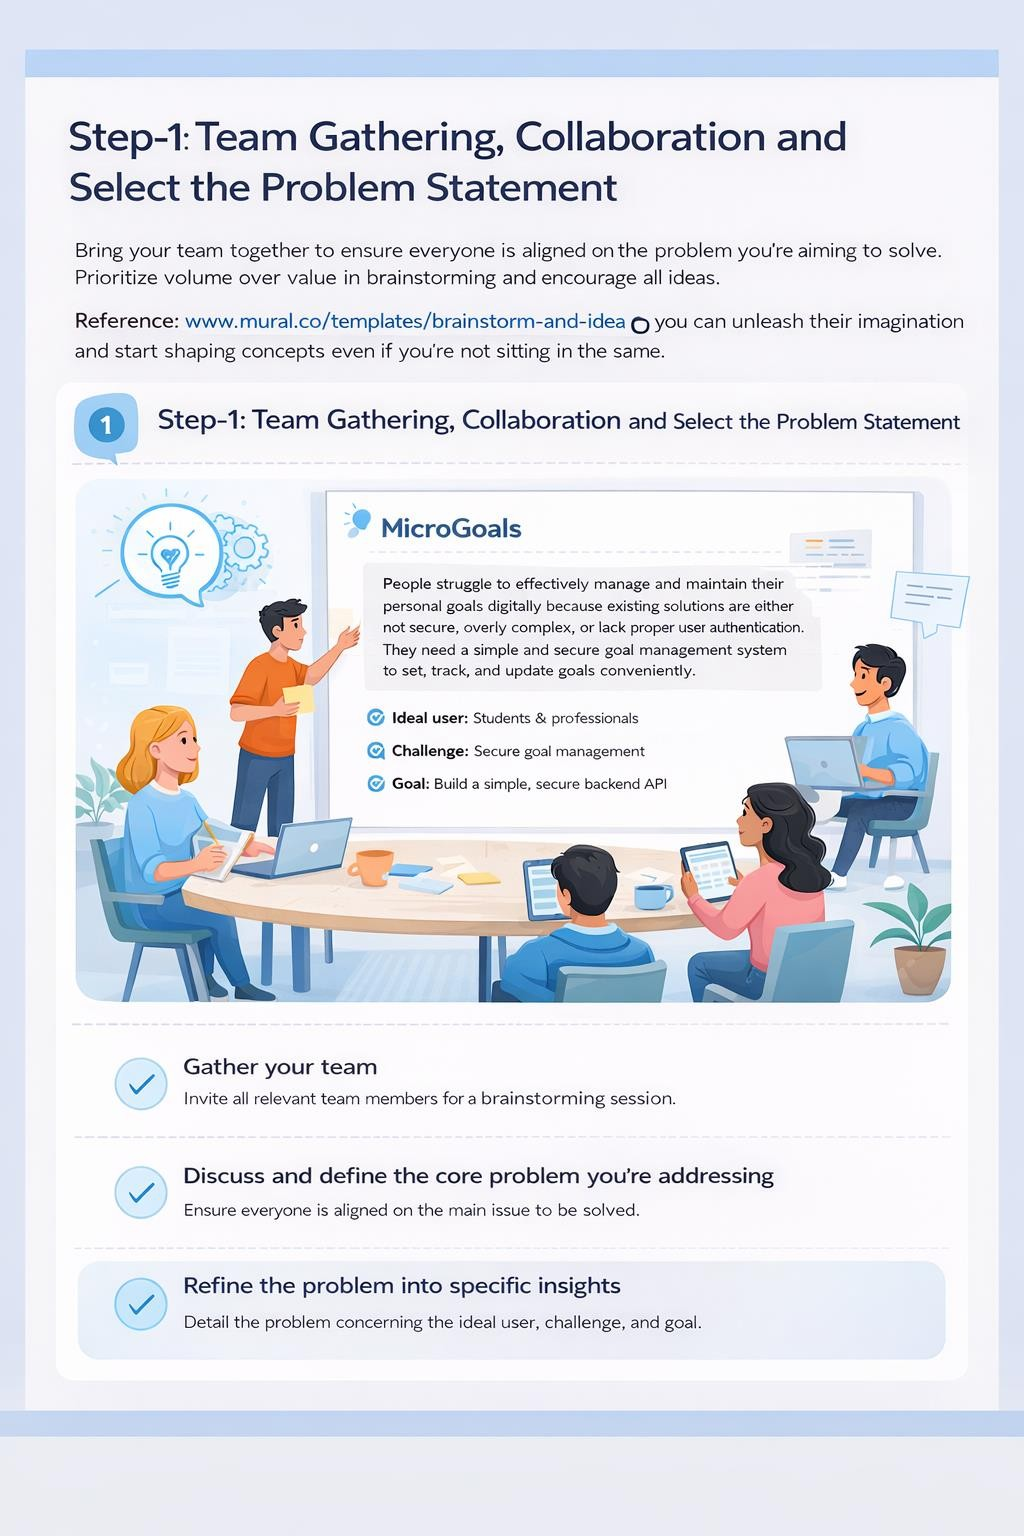 Step-1: Team Gathering, Collaboration and
Select the Problem Statement
Bring your team together to ensure everyone is aligned on the problem you're aiming to solve.
Prioritize volume over value in brainstorming and encourage all ideas.
Reference: www.mural.co/templates/brainstorm-and-idea you can unleash their imagination
and start shaping concepts even if you're not sitting in the same.
1
Step-1: Team Gathering, Collaboration and Select the Problem Statement
MicroGoals
People struggle to effectively manage and maintain their
personal goals digitally because existing solutions are either
not secure, overly complex, or lack proper user authentication.
They need a simple and secure goal management system
to set, track, and update goals conveniently.
Ideal user: Students & professionals
Challenge: Secure goal management
Goal: Build a simple, secure backend API
Gather your team
Invite all relevant team members for a brainstorming session.
Discuss and define the core problem you're addressing
Ensure everyone is aligned on the main issue to be solved.
Refine the problem into specific insights
Detail the problem concerning the ideal user, challenge, and goal.